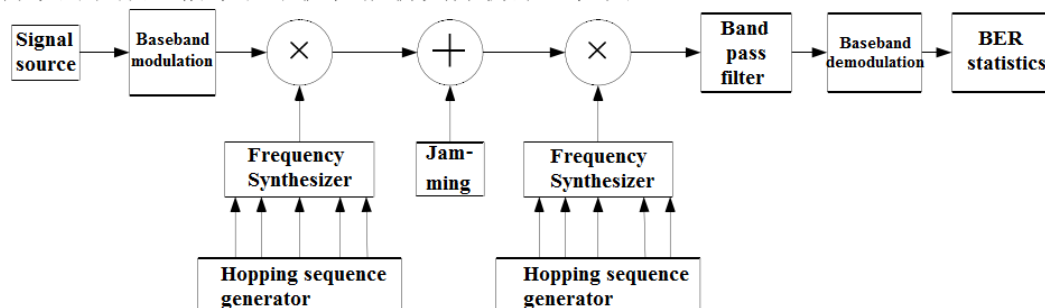 Signal
source
Baseband
modulation
×
+
×
Band
pass
filter
Baseband
demodulation
BER
statistics
Frequency
Synthesizer
Jam-
ming
Frequency
Synthesizer
Hopping sequence
generator
Hopping sequence
generator